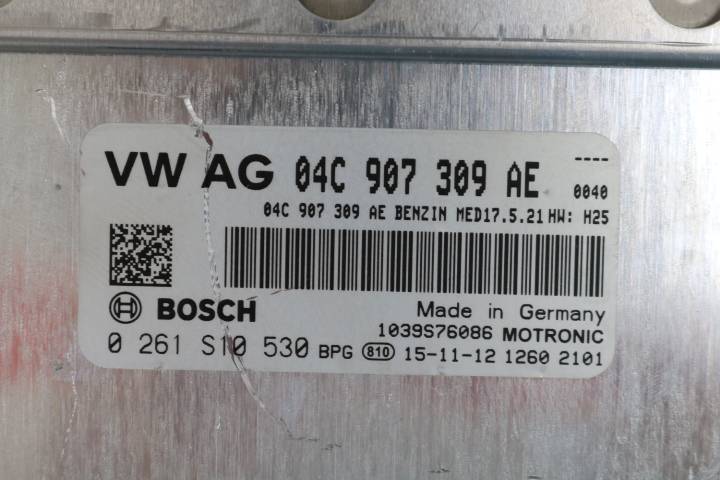 VW AG 04C 907 309 AE ---- 0040
04C 907 309 AE BENZIN MED17.5.21 HW: H25
BOSCH Made in Germany
1039S76086 MOTRONIC
0 261 S10 530 BPG 810 15-11-12 1260 2101